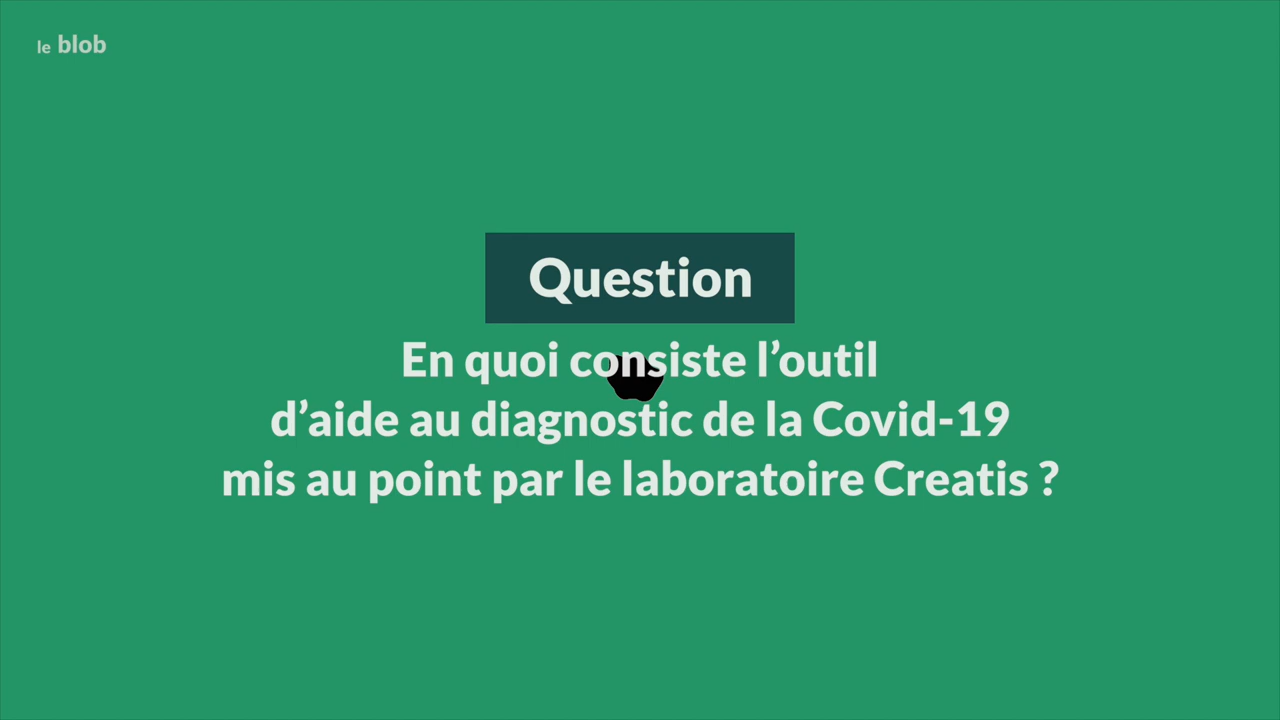 le blob
Question
En quoi consiste l’outil
d’aide au diagnostic de la Covid-19
mis au point par le laboratoire Creatis ?